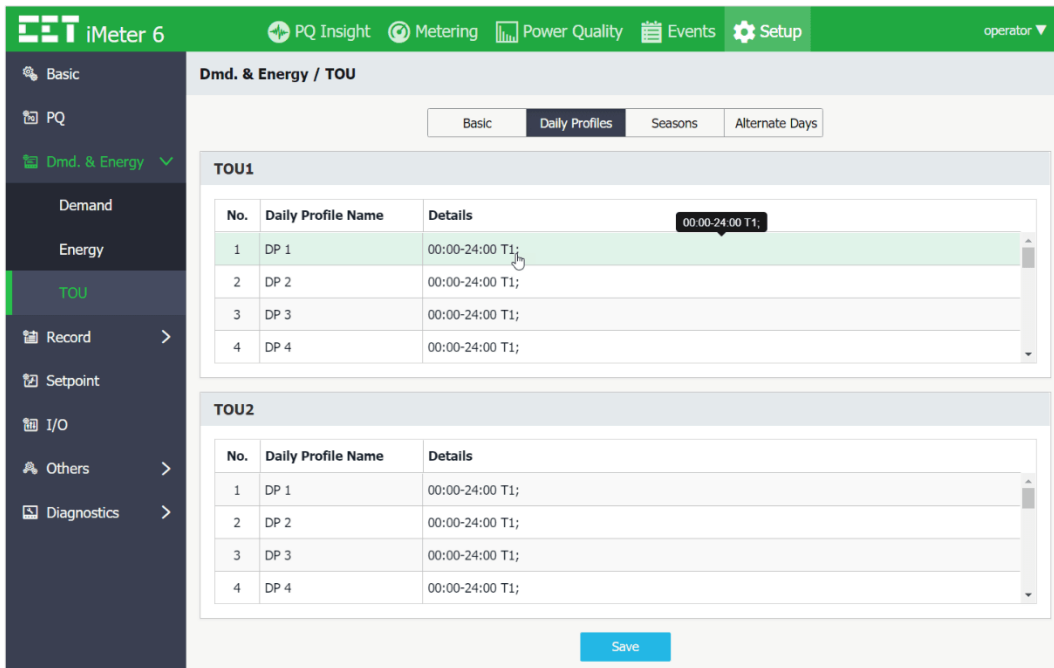 CET iMeter 6 PQ Insight Metering Power Quality Events Setup operator ▼
Basic
PQ
Dmd. & Energy
Demand
Energy
TOU
Record
Setpoint
I/O
Others
Diagnostics
Dmd. & Energy / TOU
Basic Daily Profiles Seasons Alternate Days
TOU1
No. Daily Profile Name Details
00:00-24:00 T1;
1 DP 1 00:00-24:00 T1;
2 DP 2 00:00-24:00 T1;
3 DP 3 00:00-24:00 T1;
4 DP 4 00:00-24:00 T1;
TOU2
No. Daily Profile Name Details
1 DP 1 00:00-24:00 T1;
2 DP 2 00:00-24:00 T1;
3 DP 3 00:00-24:00 T1;
4 DP 4 00:00-24:00 T1;
Save